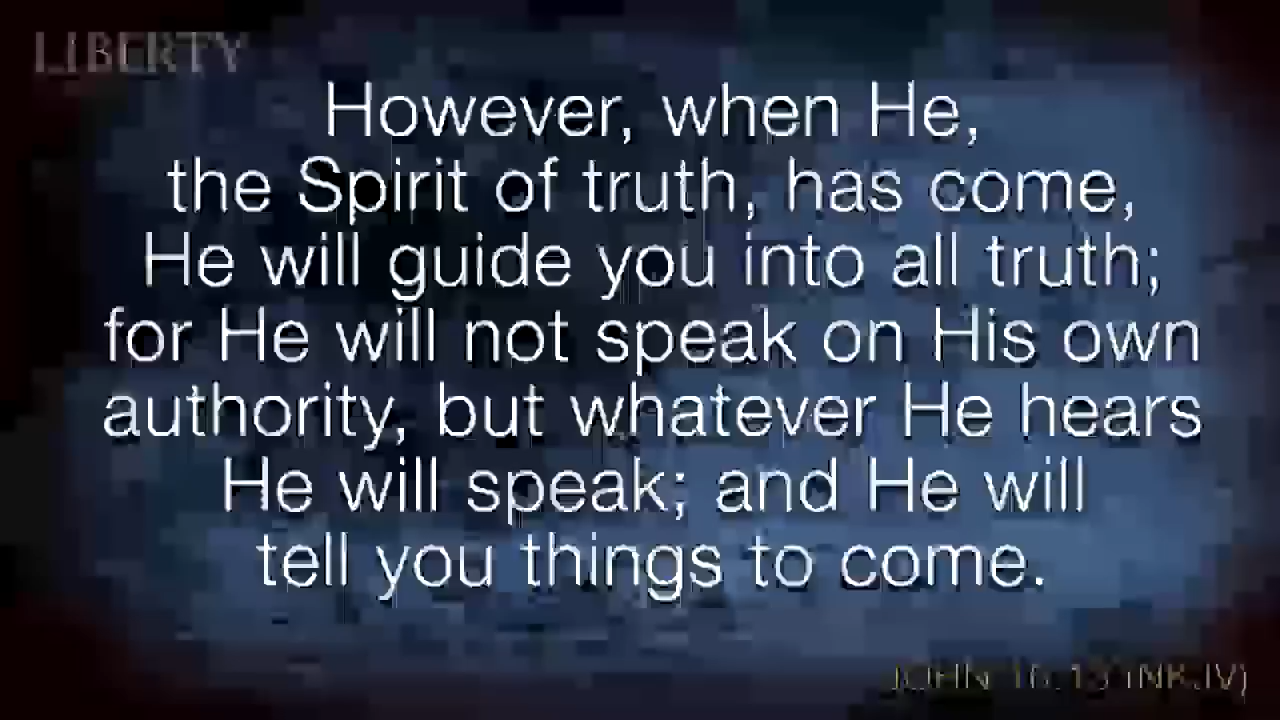 LIBERTY
However, when He,
the Spirit of truth, has come,
He will guide you into all truth;
for He will not speak on His own
authority, but whatever He hears
He will speak; and He will
tell you things to come.
JOHN 16:13 (NKJV)